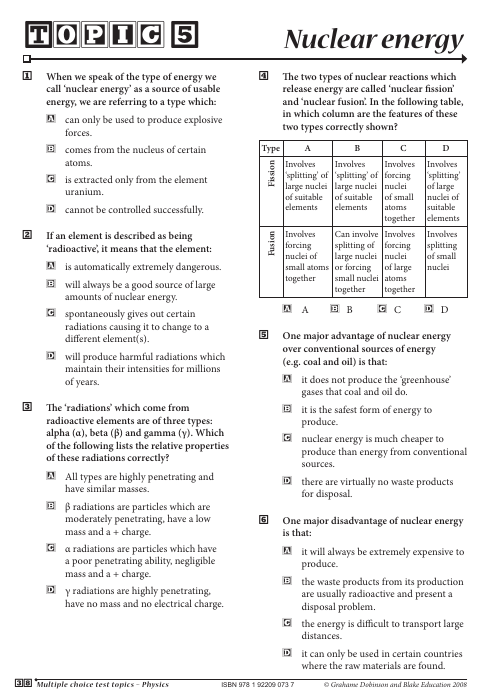 TOPIC 5
Nuclear energy
1 When we speak of the type of energy we
call 'nuclear energy' as a source of usable
energy, we are referring to a type which:
A can only be used to produce explosive
forces.
B comes from the nucleus of certain
atoms.
C is extracted only from the element
uranium.
D cannot be controlled successfully.
2 If an element is described as being
'radioactive', it means that the element:
A is automatically extremely dangerous.
B will always be a good source of large
amounts of nuclear energy.
C spontaneously gives out certain
radiations causing it to change to a
different element(s).
D will produce harmful radiations which
maintain their intensities for millions
of years.
3 The 'radiations' which come from
radioactive elements are of three types:
alpha (α), beta (β) and gamma (γ). Which
of the following lists the relative properties
of these radiations correctly?
A All types are highly penetrating and
have similar masses.
B β radiations are particles which are
moderately penetrating, have a low
mass and a + charge.
C α radiations are particles which have
a poor penetrating ability, negligible
mass and a + charge.
D γ radiations are highly penetrating,
have no mass and no electrical charge.
4 The two types of nuclear reactions which
release energy are called 'nuclear fission'
and 'nuclear fusion'. In the following table,
in which column are the features of these
two types correctly shown?
Type A B C D
Fission
Involves
'splitting' of
large nuclei
of suitable
elements
Involves
'splitting' of
large nuclei
of suitable
elements
Involves
forcing
nuclei
of small
atoms
together
Involves
'splitting'
of large
nuclei of
suitable
elements
Fusion
Involves
forcing
nuclei of
small atoms
together
Can involve
splitting of
large nuclei
or forcing
small nuclei
together
Involves
forcing
nuclei
of large
atoms
together
Involves
splitting
of small
nuclei
A A B B C C D D
5 One major advantage of nuclear energy
over conventional sources of energy
(e.g. coal and oil) is that:
A it does not produce the 'greenhouse'
gases that coal and oil do.
B it is the safest form of energy to
produce.
C nuclear energy is much cheaper to
produce than energy from conventional
sources.
D there are virtually no waste products
for disposal.
6 One major disadvantage of nuclear energy
is that:
A it will always be extremely expensive to
produce.
B the waste products from its production
are usually radioactive and present a
disposal problem.
C the energy is difficult to transport large
distances.
D it can only be used in certain countries
where the raw materials are found.
30 Multiple choice test topics – Physics ISBN 978 1 92209 073 7 © Grahame Dobinson and Blake Education 2008